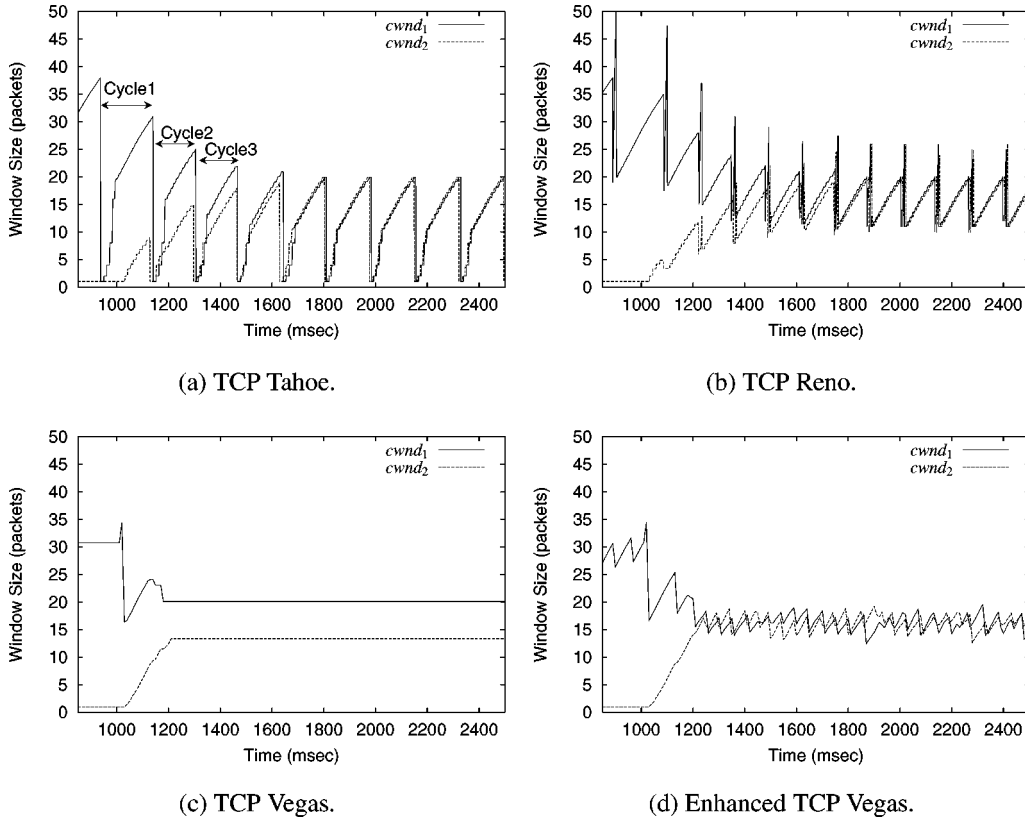 50
45
40
35
30
25
20
15
10
5
0
Window Size (packets)
cwnd1
cwnd2
Cycle1
Cycle2
Cycle3
1000 1200 1400 1600 1800 2000 2200 2400
Time (msec)
(a) TCP Tahoe.
50
45
40
35
30
25
20
15
10
5
0
Window Size (packets)
cwnd1
cwnd2
1000 1200 1400 1600 1800 2000 2200 2400
Time (msec)
(b) TCP Reno.
50
45
40
35
30
25
20
15
10
5
0
Window Size (packets)
cwnd1
cwnd2
1000 1200 1400 1600 1800 2000 2200 2400
Time (msec)
(c) TCP Vegas.
50
45
40
35
30
25
20
15
10
5
0
Window Size (packets)
cwnd1
cwnd2
1000 1200 1400 1600 1800 2000 2200 2400
Time (msec)
(d) Enhanced TCP Vegas.